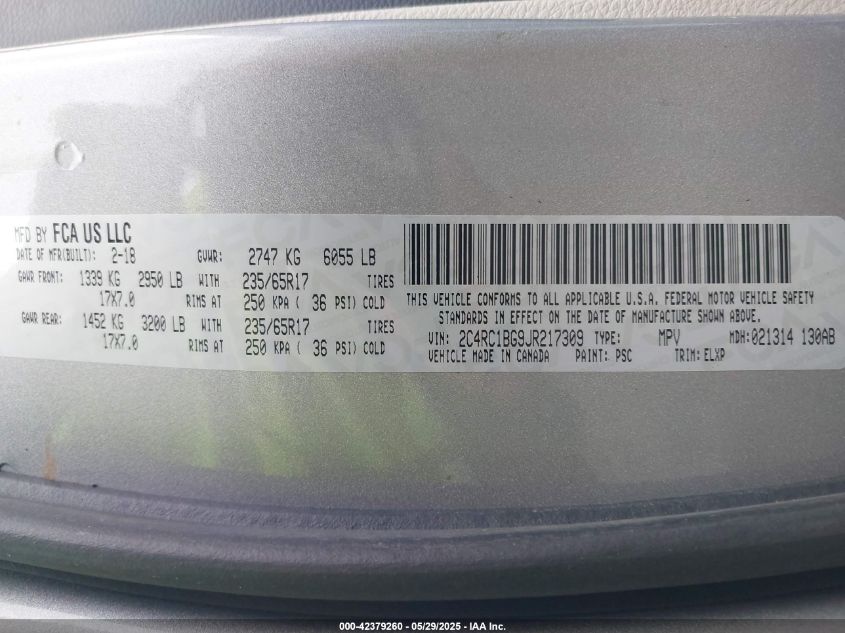 MFD BY FCA US LLC
DATE OF MFR(BUILT): 2-18 GVWR: 2747 KG 6055 LB
GAWR FRONT: 1339 KG 2950 LB WITH 235/65R17 TIRES
17X7.0 RIMS AT 250 KPA ( 36 PSI) COLD
GAWR REAR: 1452 KG 3200 LB WITH 235/65R17 TIRES
17X7.0 RIMS AT 250 KPA ( 36 PSI) COLD
THIS VEHICLE CONFORMS TO ALL APPLICABLE U.S.A. FEDERAL MOTOR VEHICLE SAFETY
STANDARDS IN EFFECT ON THE DATE OF MANUFACTURE SHOWN ABOVE.
VIN: 2C4RC1BG9JR217309 TYPE: MPV MDH:021314 130AB
VEHICLE MADE IN CANADA PAINT: PSC TRIM: ELXP
000-42379260 - 05/29/2025 - IAA Inc.